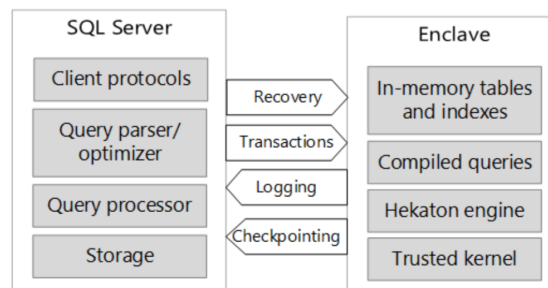 SQL Server
Client protocols
Query parser/
optimizer
Query processor
Storage
Recovery
Transactions
Logging
Checkpointing
Enclave
In-memory tables
and indexes
Compiled queries
Hekaton engine
Trusted kernel